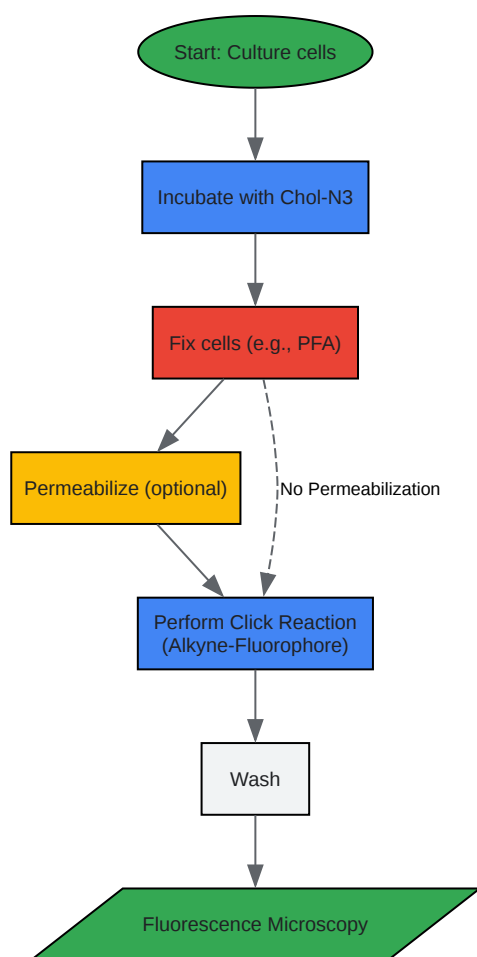 Start: Culture cells
Incubate with Chol-N3
Fix cells (e.g., PFA)
Permeabilize (optional)
No Permeabilization
Perform Click Reaction
(Alkyne-Fluorophore)
Wash
Fluorescence Microscopy